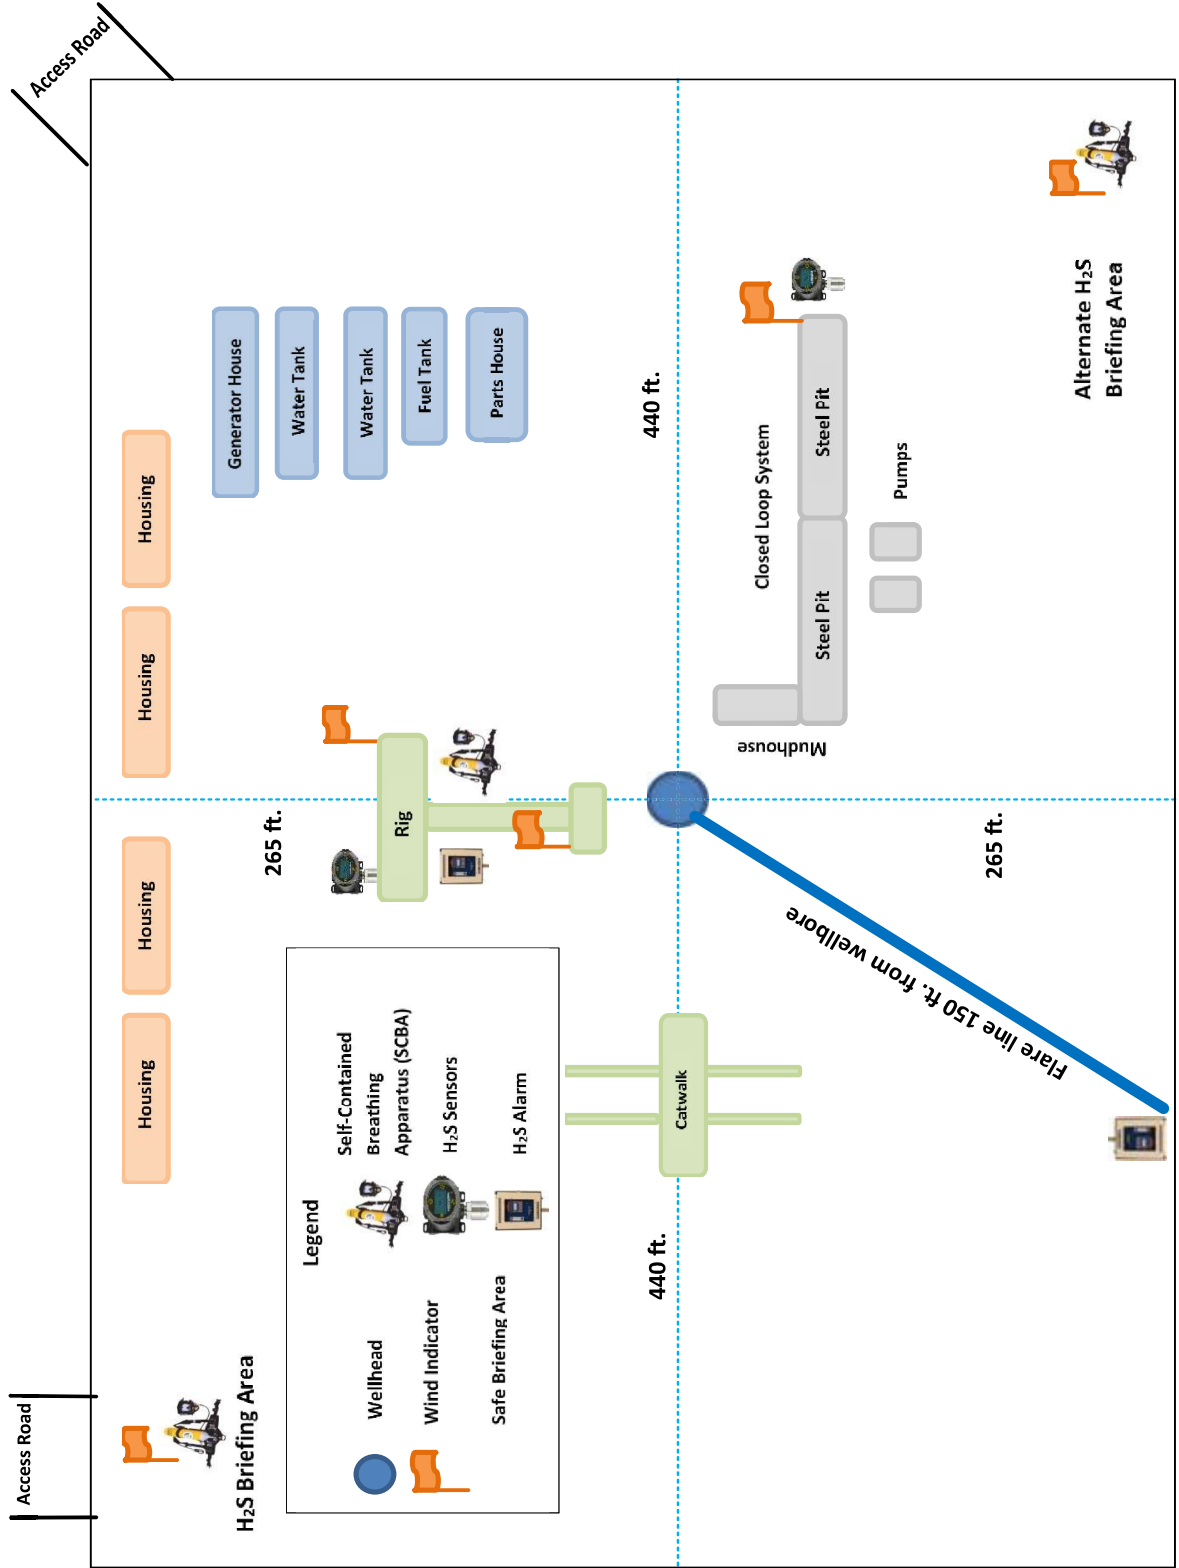 Access Road
Access Road
Housing
Housing
Housing
Housing
H₂S Briefing Area
Generator House
Water Tank
Water Tank
Fuel Tank
Parts House
265 ft.
Rig
Legend
Wellhead
Wind Indicator
Safe Briefing Area
Self-Contained
Breathing
Apparatus (SCBA)
H₂S Sensors
H₂S Alarm
440 ft.
Catwalk
440 ft.
Mudhouse
Closed Loop System
Steel Pit
Steel Pit
Pumps
Flare line 150 ft. from wellbore
265 ft.
Alternate H₂S
Briefing Area